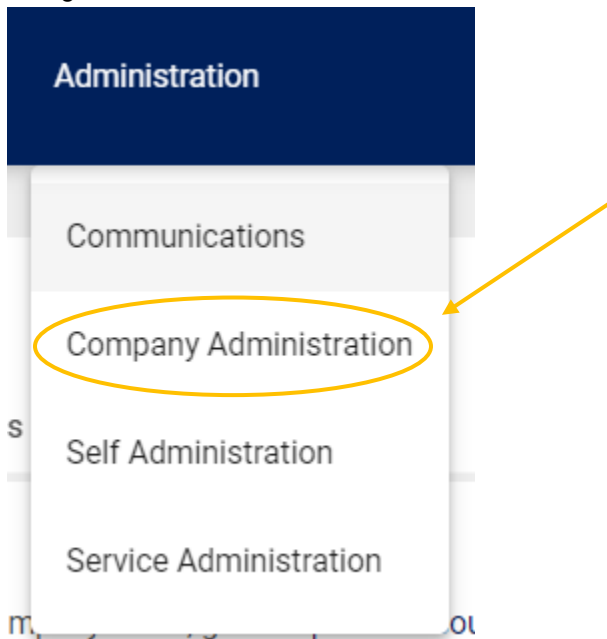 Administration
Communications
Company Administration
s
Self Administration
Service Administration